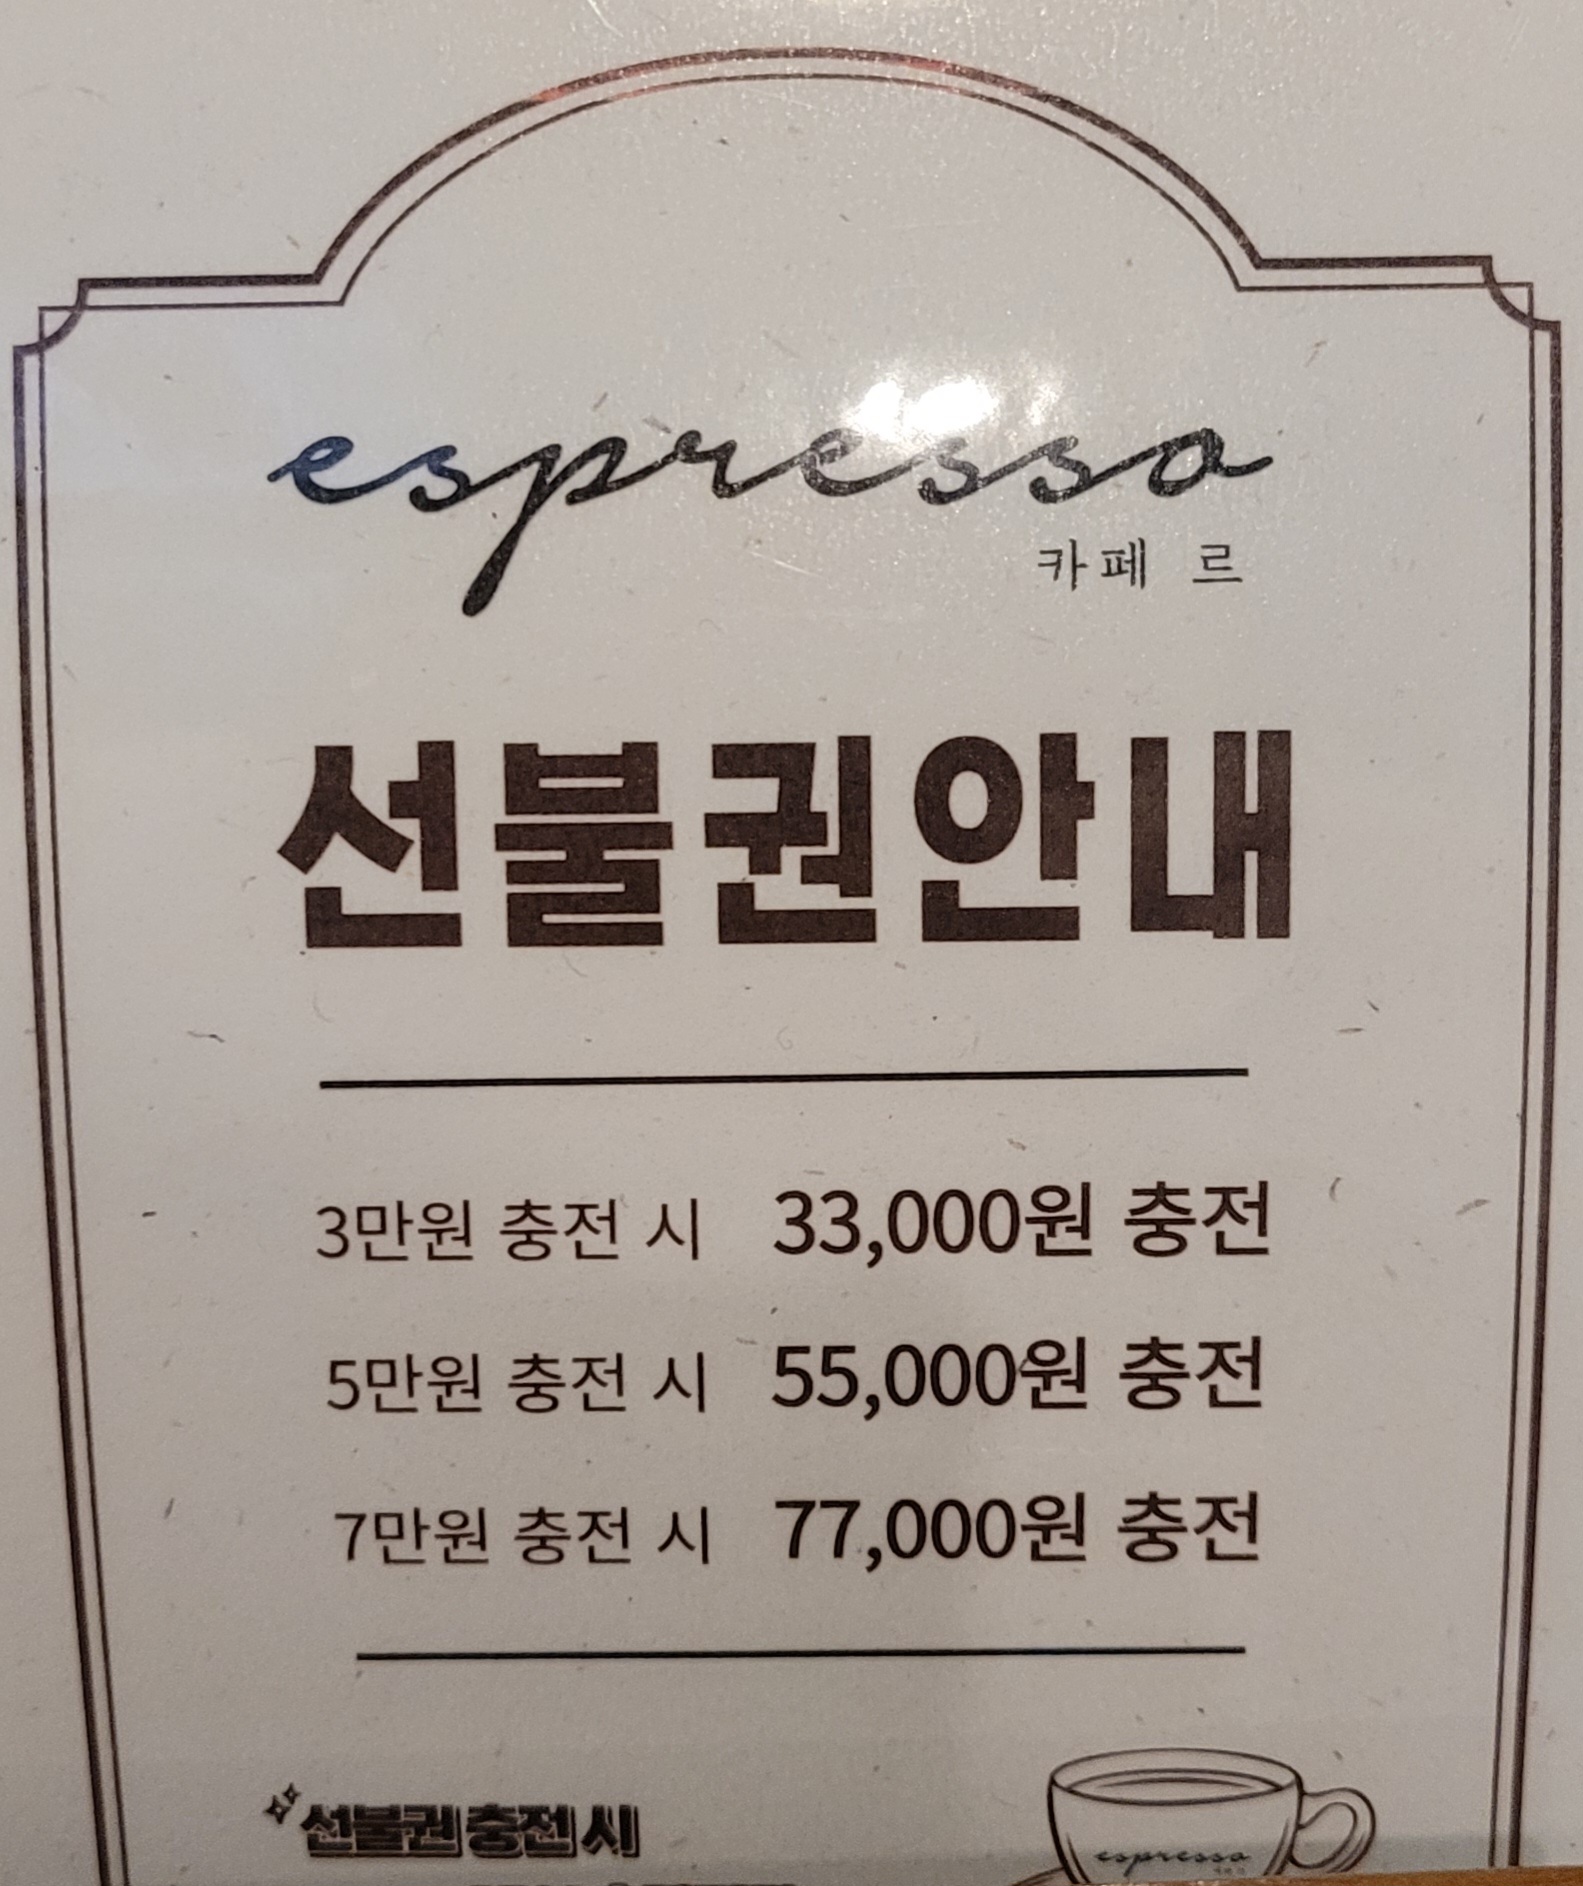 espresso
카페 르
선불권안내
3만원 충전 시 33,000원 충전
5만원 충전 시 55,000원 충전
7만원 충전 시 77,000원 충전
선불권 충전 시
espresso